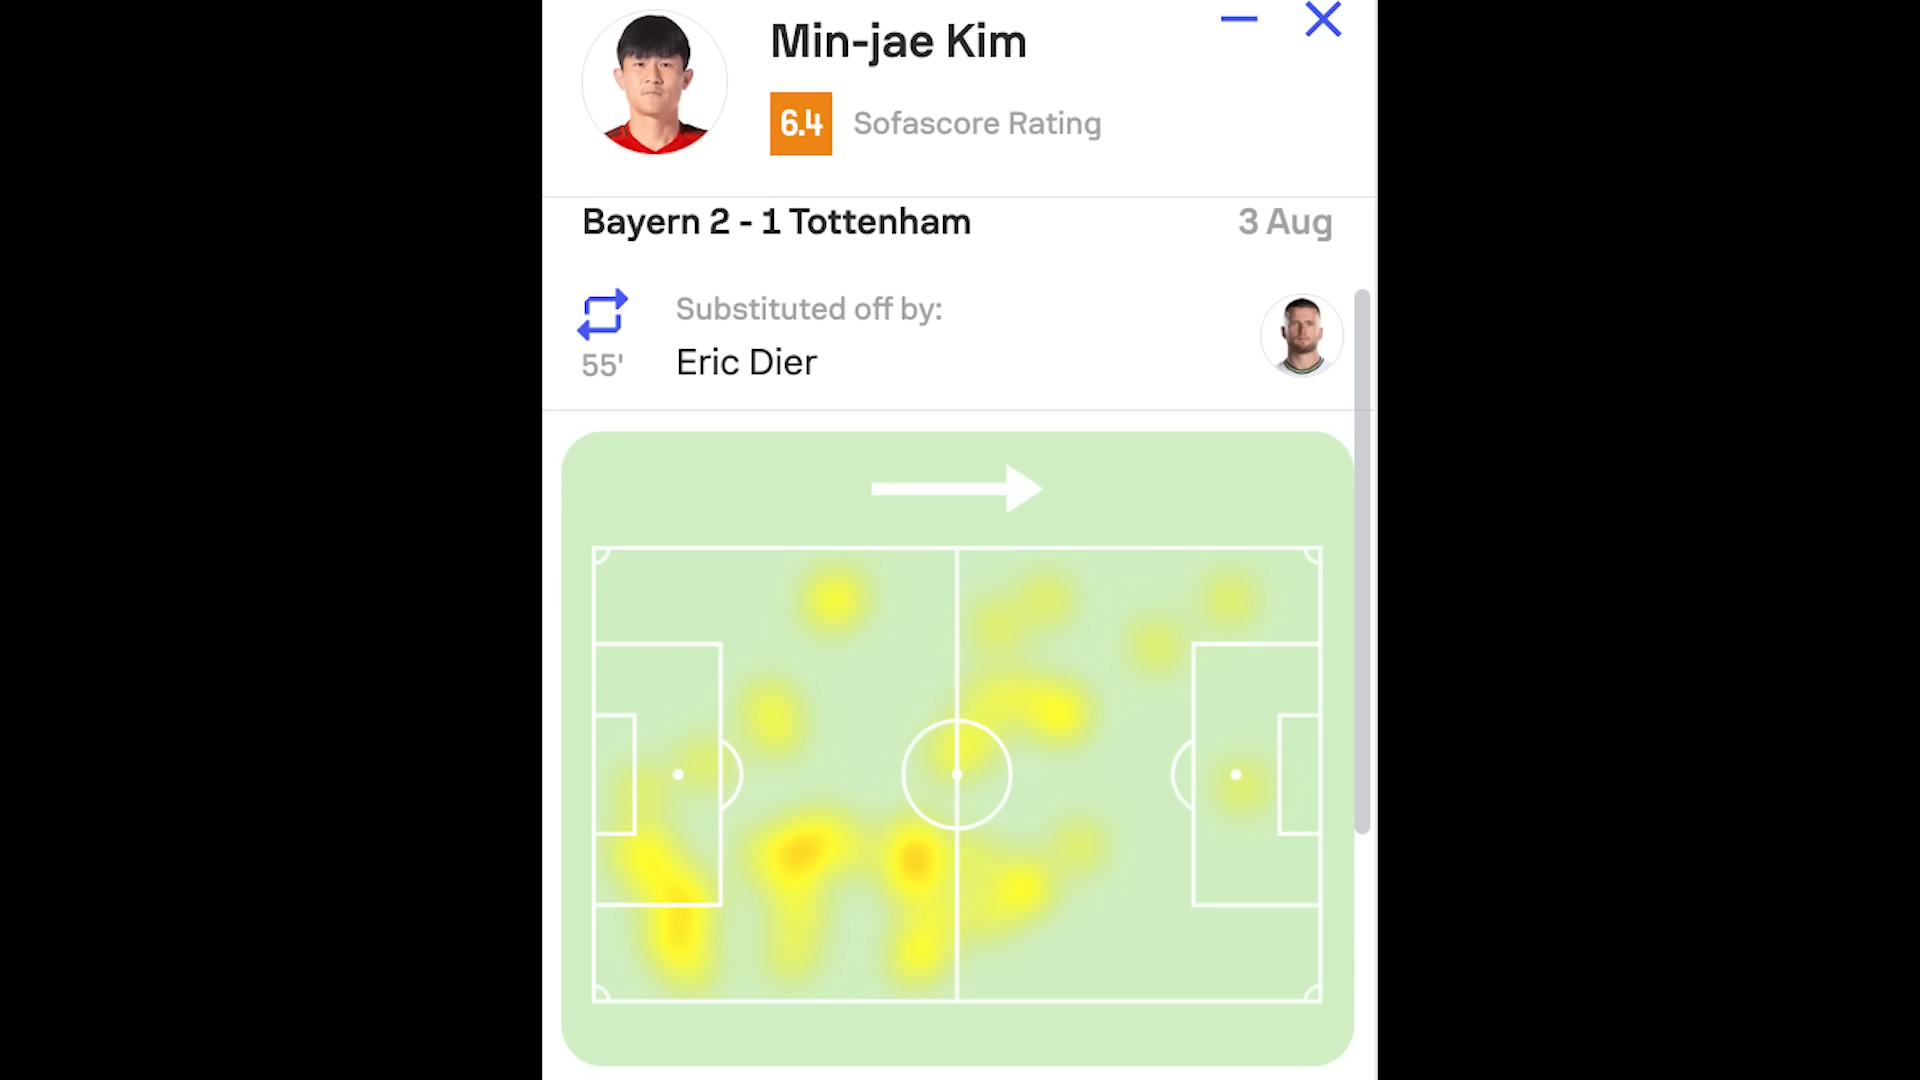 Min-jae Kim
6.4 Sofascore Rating
Bayern 2 - 1 Tottenham 3 Aug
Substituted off by:
55' Eric Dier